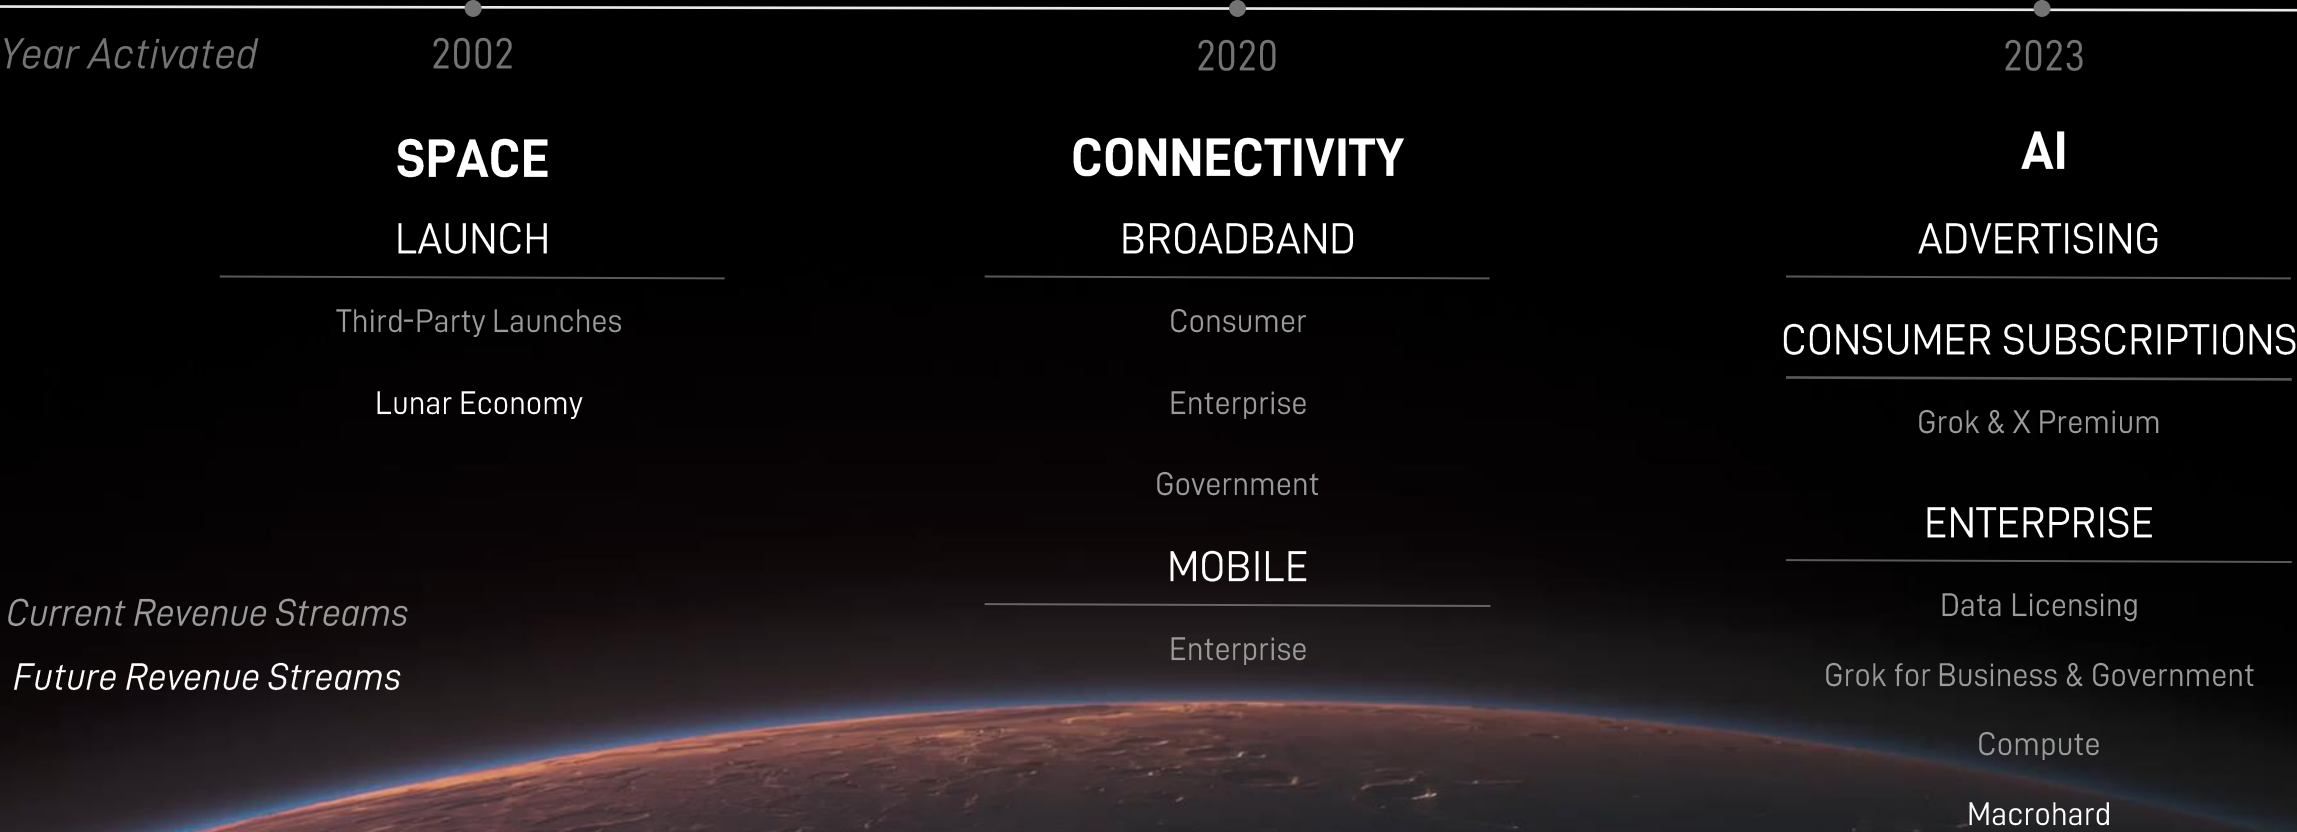 Year Activated
2002
2020
2023
SPACE
LAUNCH
Third-Party Launches
Lunar Economy
CONNECTIVITY
BROADBAND
Consumer
Enterprise
Government
MOBILE
Enterprise
AI
ADVERTISING
CONSUMER SUBSCRIPTIONS
Grok & X Premium
ENTERPRISE
Data Licensing
Grok for Business & Government
Compute
Macrohard
Current Revenue Streams
Future Revenue Streams